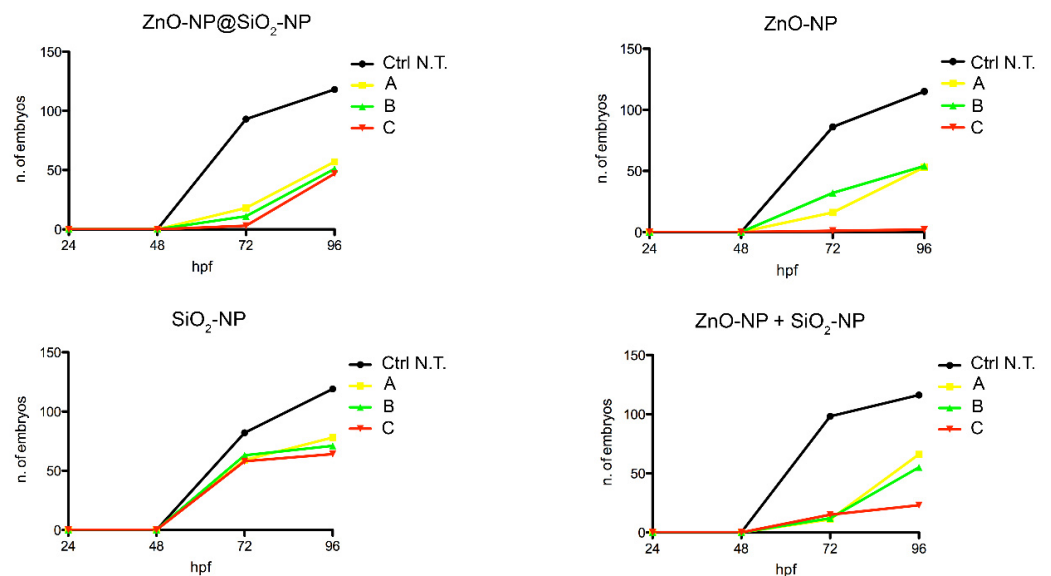 ZnO-NP@SiO₂-NP
150
100
50
0
n. of embryos
24 48 72 96
hpf
Ctrl N.T.
A
B
C
ZnO-NP
150
100
50
0
n. of embryos
24 48 72 96
hpf
Ctrl N.T.
A
B
C
SiO₂-NP
150
100
50
0
n. of embryos
24 48 72 96
hpf
Ctrl N.T.
A
B
C
ZnO-NP + SiO₂-NP
150
100
50
0
n. of embryos
24 48 72 96
hpf
Ctrl N.T.
A
B
C